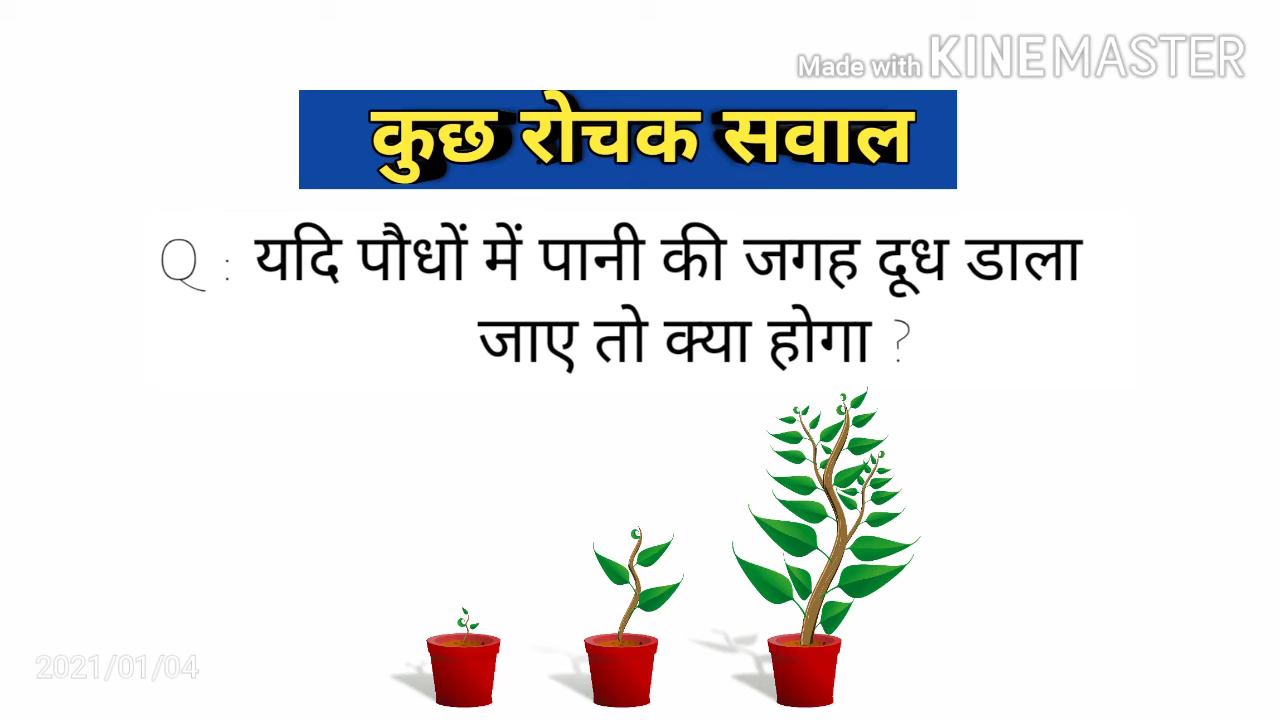 Made with KINEMASTER
कुछ रोचक सवाल
Q : यदि पौधों में पानी की जगह दूध डाला
जाए तो क्या होगा ?
2021/01/04